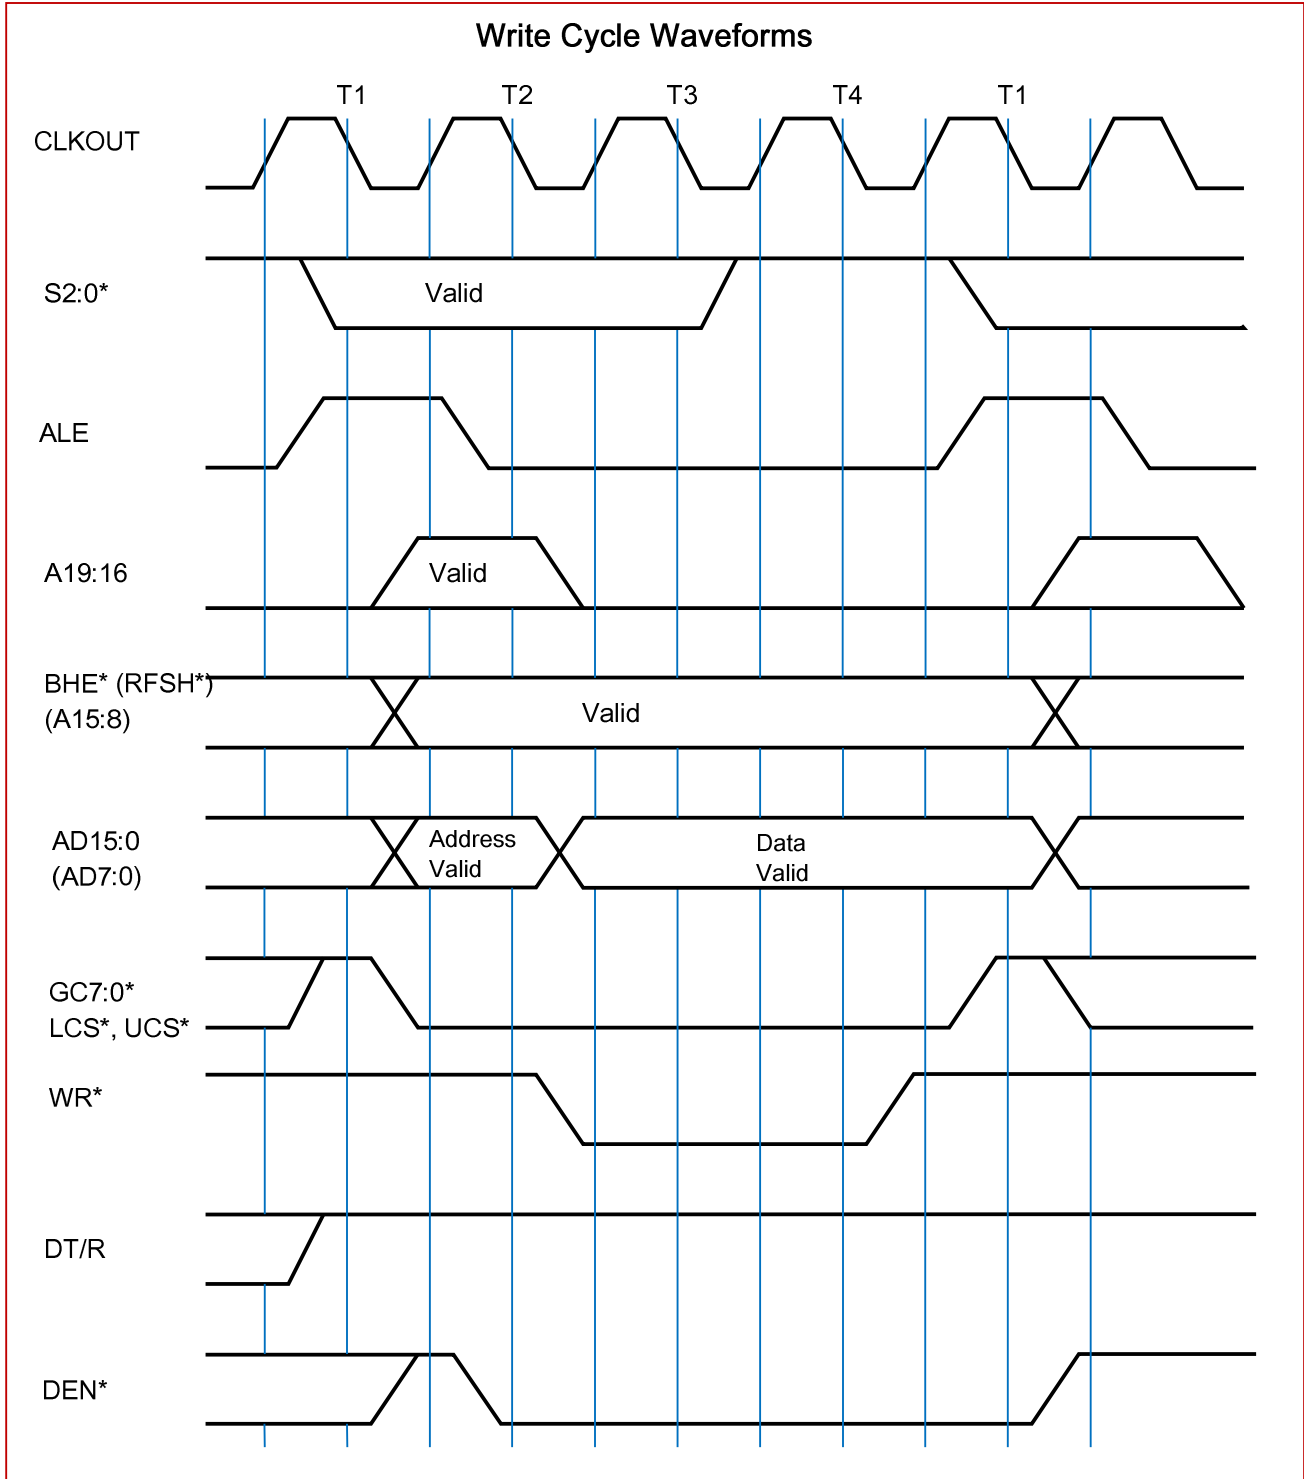 Write Cycle Waveforms
T1 T2 T3 T4 T1
CLKOUT
S2:0*
Valid
ALE
A19:16
Valid
BHE* (RFSH*)
(A15:8)
Valid
AD15:0
(AD7:0)
Address
Valid
Data
Valid
GC7:0*
LCS*, UCS*
WR*
DT/R
DEN*